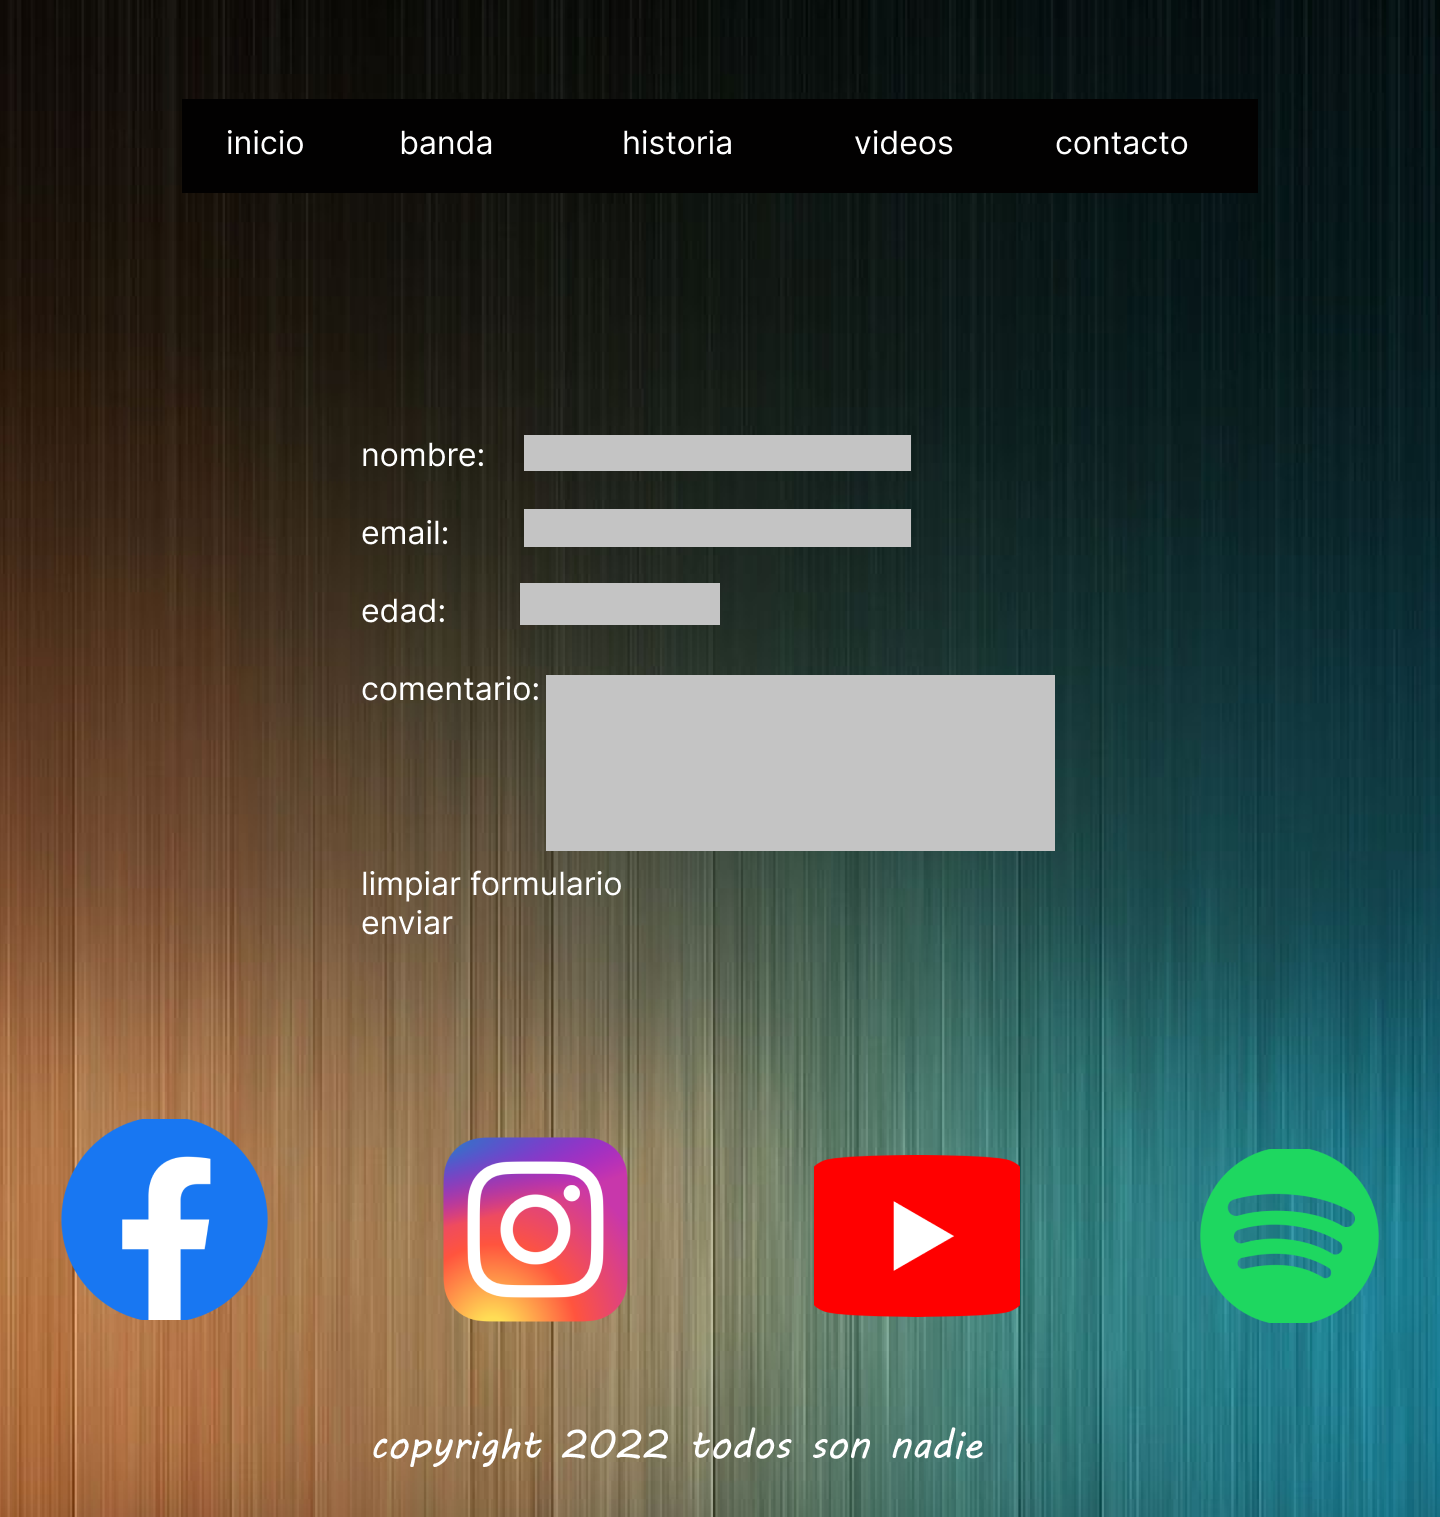 inicio banda historia videos contacto
nombre:
email:
edad:
comentario:
limpiar formulario
enviar
copyright 2022 todos son nadie